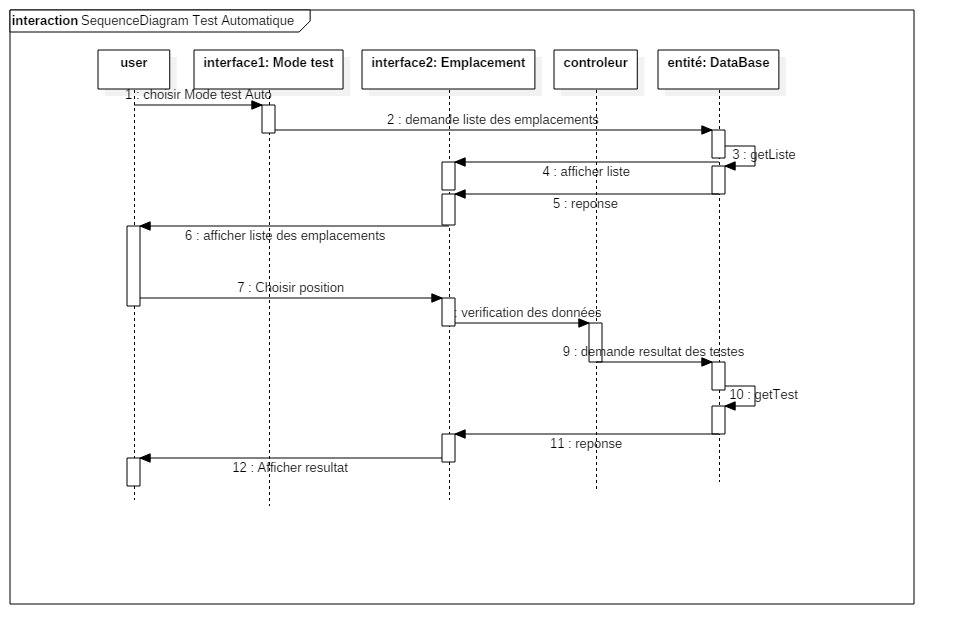 interaction SequenceDiagram Test Automatique
user
interface1: Mode test
interface2: Emplacement
controleur
entité: DataBase
1 : choisir Mode test Auto
2 : demande liste des emplacements
3 : getListe
4 : afficher liste
5 : reponse
6 : afficher liste des emplacements
7 : Choisir position
: verification des données
9 : demande resultat des testes
10 : getTest
11 : reponse
12 : Afficher resultat